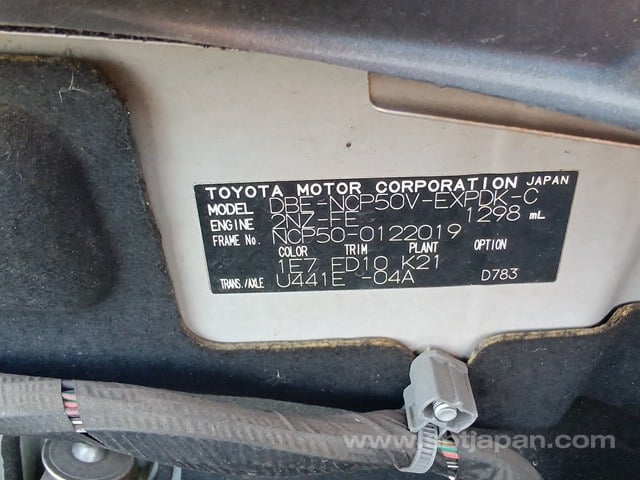 TOYOTA MOTOR CORPORATION JAPAN
MODEL DBE-NCP50V-EXPDK-C
ENGINE 2NZ-FE 1298 mL
FRAME No. NCP50-0122019
COLOR TRIM PLANT OPTION
1E7 ED10 K21
TRANS./AXLE U441E -04A D783